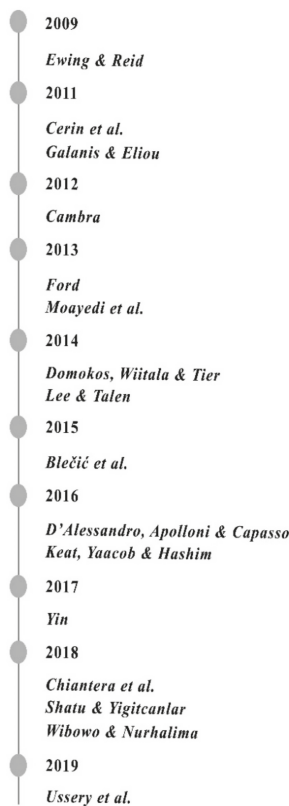 2009
Ewing & Reid
2011
Cerin et al.
Galanis & Eliou
2012
Cambra
2013
Ford
Moayedi et al.
2014
Domokos, Wiitala & Tier
Lee & Talen
2015
Blečić et al.
2016
D'Alessandro, Apolloni & Capasso
Keat, Yaacob & Hashim
2017
Yin
2018
Chiantera et al.
Shatu & Yigitcanlar
Wibowo & Nurhalima
2019
Ussery et al.